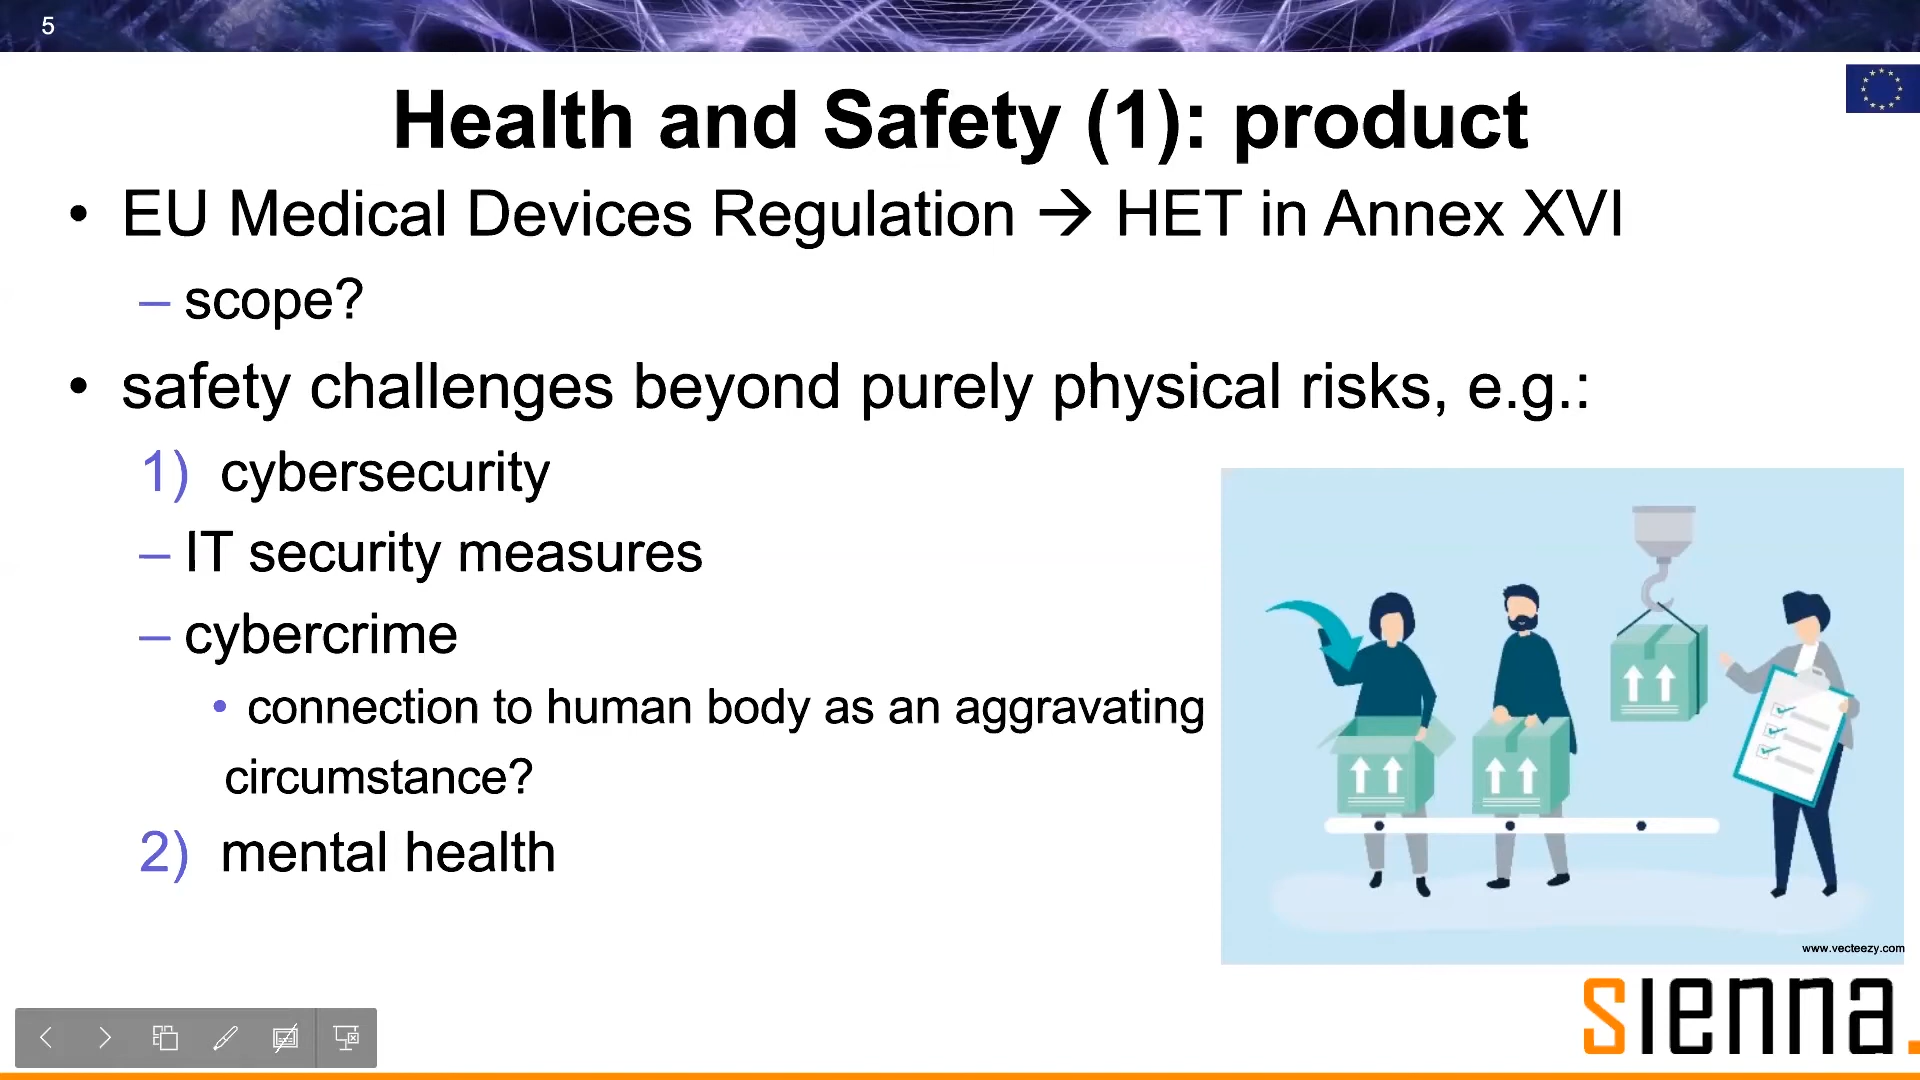 5
Health and Safety (1): product
• EU Medical Devices Regulation → HET in Annex XVI
– scope?
• safety challenges beyond purely physical risks, e.g.:
1) cybersecurity
– IT security measures
– cybercrime
• connection to human body as an aggravating
circumstance?
2) mental health
www.vecteezy.com
sienna.